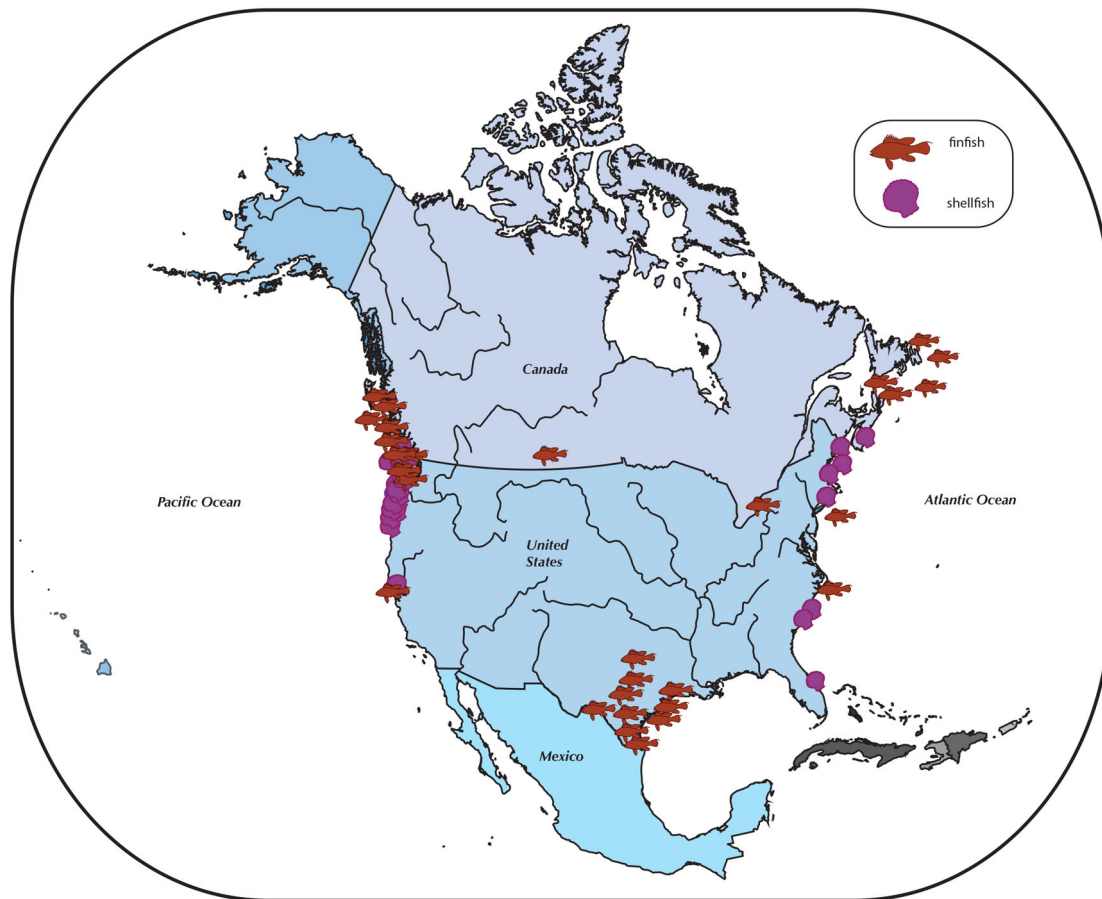 finfish
shellfish
Canada
Pacific Ocean
Atlantic Ocean
United
States
Mexico